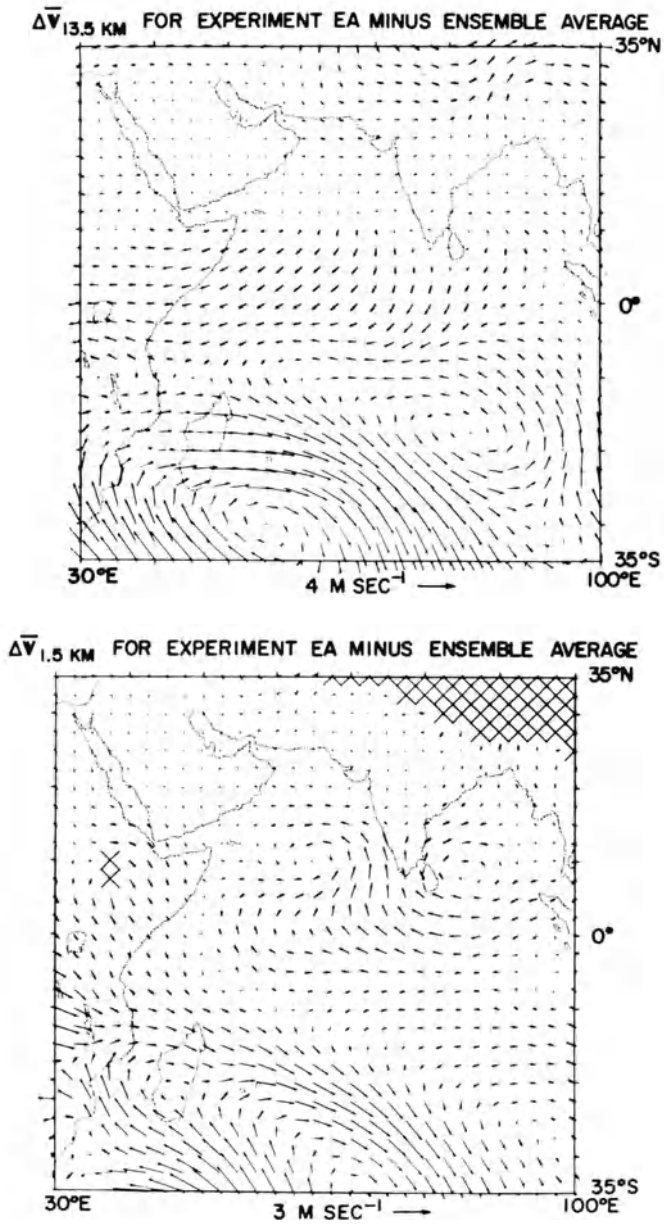 ΔV̅13.5 KM FOR EXPERIMENT EA MINUS ENSEMBLE AVERAGE
35°N
0°
35°S
30°E 4 M SEC⁻¹ 100°E
ΔV̅1.5 KM FOR EXPERIMENT EA MINUS ENSEMBLE AVERAGE
35°N
0°
35°S
30°E 3 M SEC⁻¹ 100°E